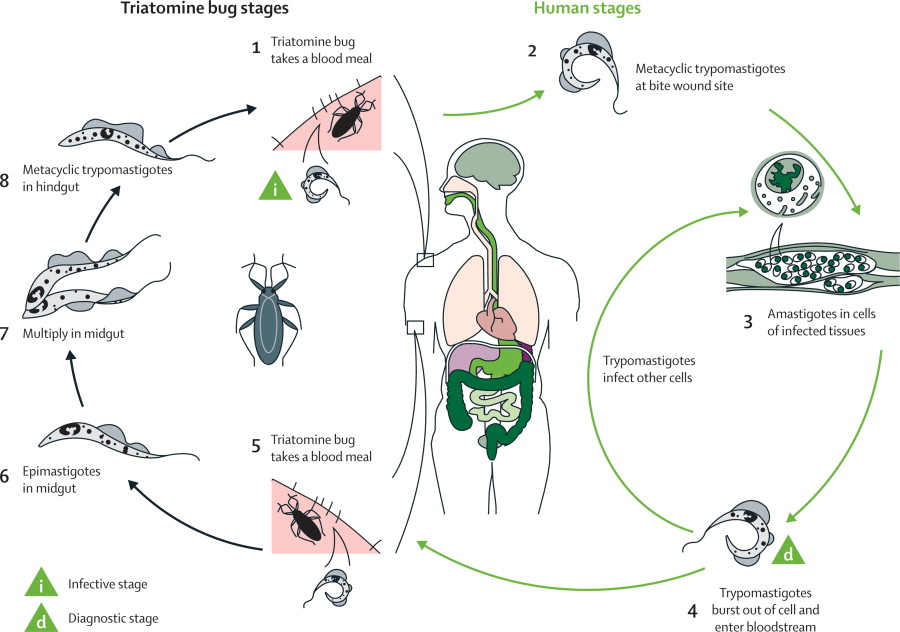 Triatomine bug stages
Human stages
1
Triatomine bug
takes a blood meal
2
Metacyclic trypomastigotes
at bite wound site
i
8
Metacyclic trypomastigotes
in hindgut
7
Multiply in midgut
3
Amastigotes in cells
of infected tissues
Trypomastigotes
infect other cells
5
Triatomine bug
takes a blood meal
6
Epimastigotes
in midgut
d
4
Trypomastigotes
burst out of cell and
enter bloodstream
i
Infective stage
d
Diagnostic stage